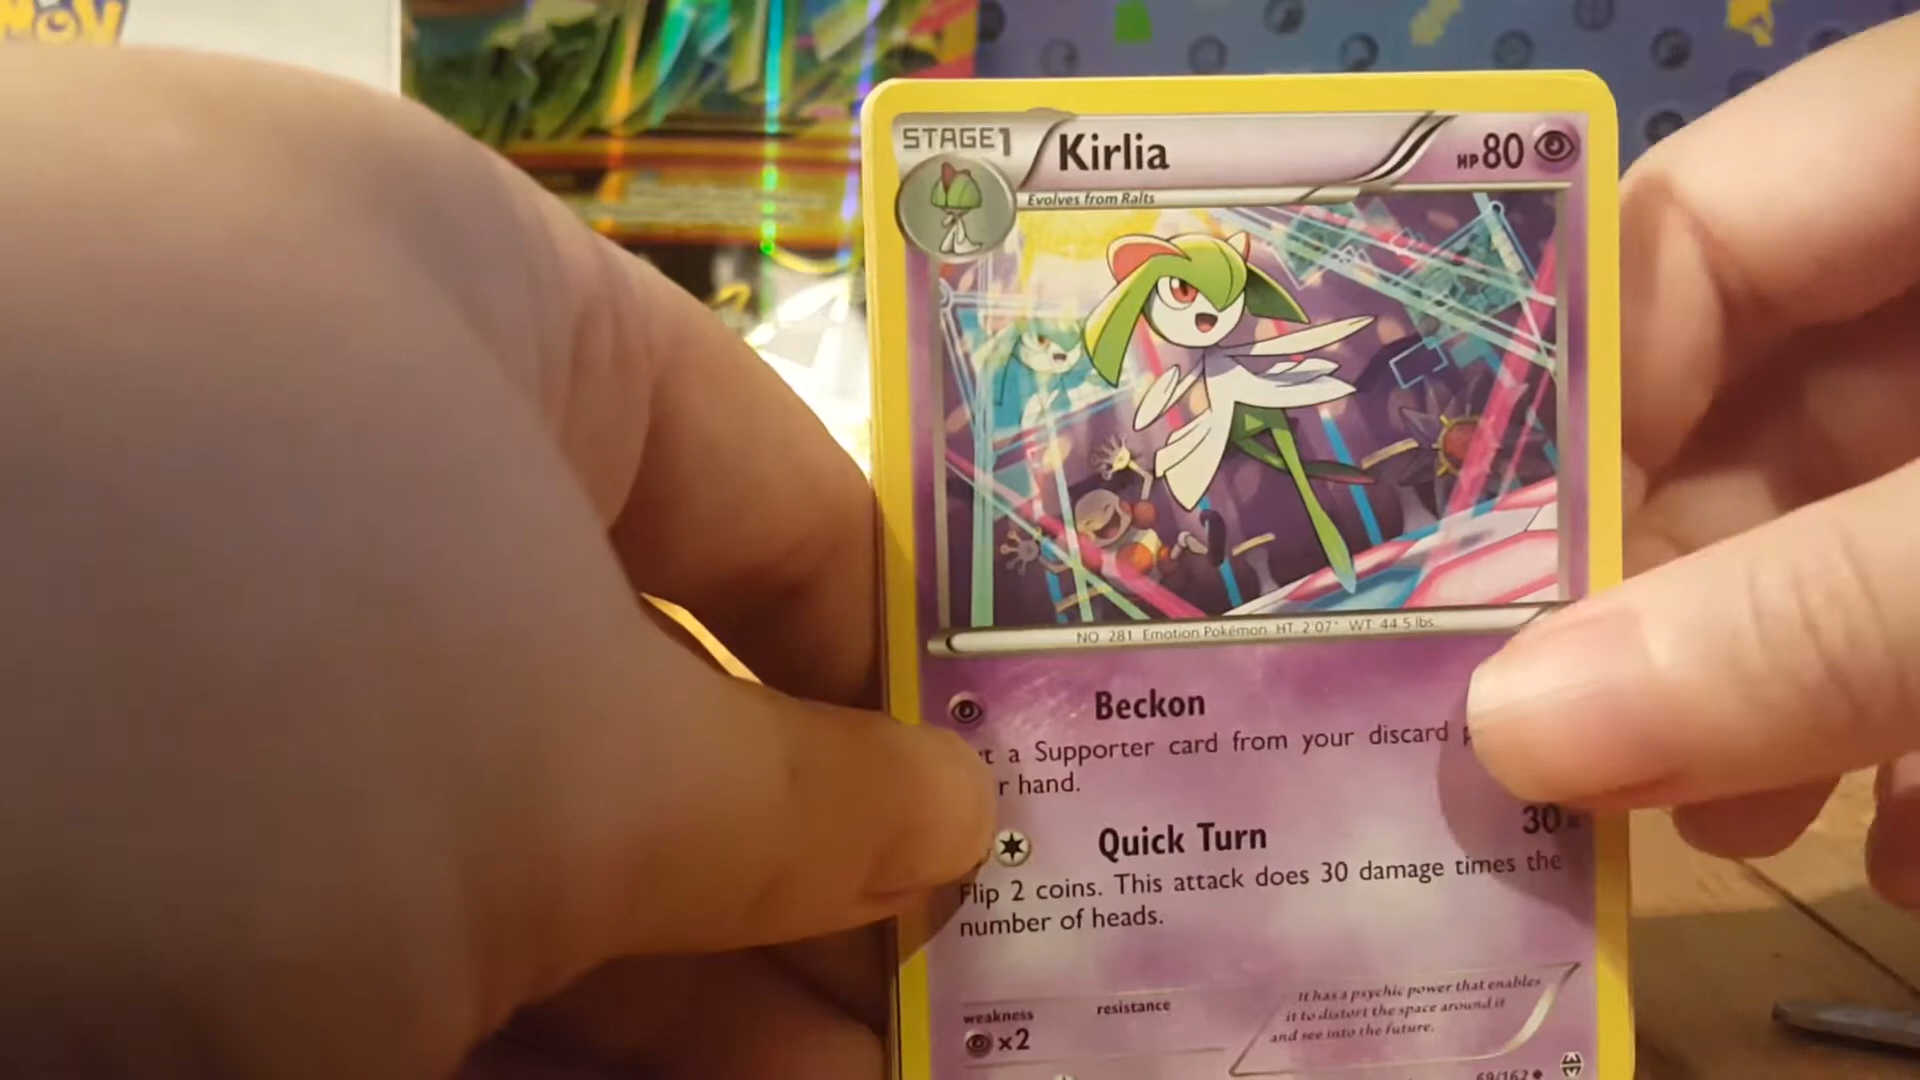 STAGE1
Kirlia
HP 80
Evolves from Ralts
NO. 281 Emotion Pokémon HT. 2'07" WT. 44.5 lbs.
Beckon
a Supporter card from your discard
hand.
Quick Turn
30
Flip 2 coins. This attack does 30 damage times the
number of heads.
weakness
x2
resistance
It has a psychic power that enables
it to distort the space around it
and see into the future.
69/162